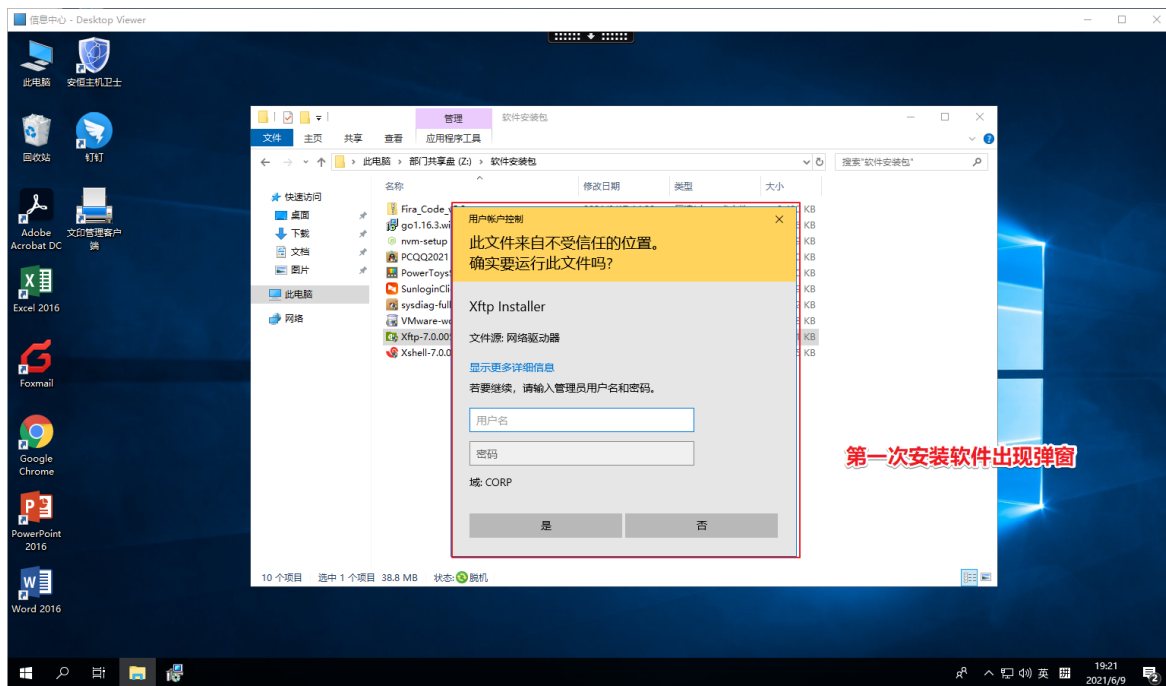 信息中心 - Desktop Viewer
此电脑
安恒主机卫士
回收站
钉钉
Adobe
Acrobat DC
文印管理客户
端
Excel 2016
Foxmail
Google
Chrome
PowerPoint
2016
Word 2016
管理
软件安装包
文件
主页
共享
查看
应用程序工具
此电脑 › 部门共享盘 (Z:) › 软件安装包
搜索"软件安装包"
名称
修改日期
类型
大小
快速访问
桌面
下载
文档
图片
此电脑
网络
Fira_Code_
KB
go1.16.3.wi
KB
nvm-setup
KB
PCQQ2021
KB
PowerToys
KB
SunloginCli
KB
sysdiag-full
KB
VMware-wo
KB
Xftp-7.0.00
KB
Xshell-7.0.0
KB
用户帐户控制
此文件来自不受信任的位置。
确实要运行此文件吗?
Xftp Installer
文件源: 网络驱动器
显示更多详细信息
若要继续，请输入管理员用户名和密码。
用户名
密码
域: CORP
是
否
第一次安装软件出现弹窗
10 个项目 选中 1 个项目 38.8 MB 状态: 脱机
英
拼
19:21
2021/6/9
2